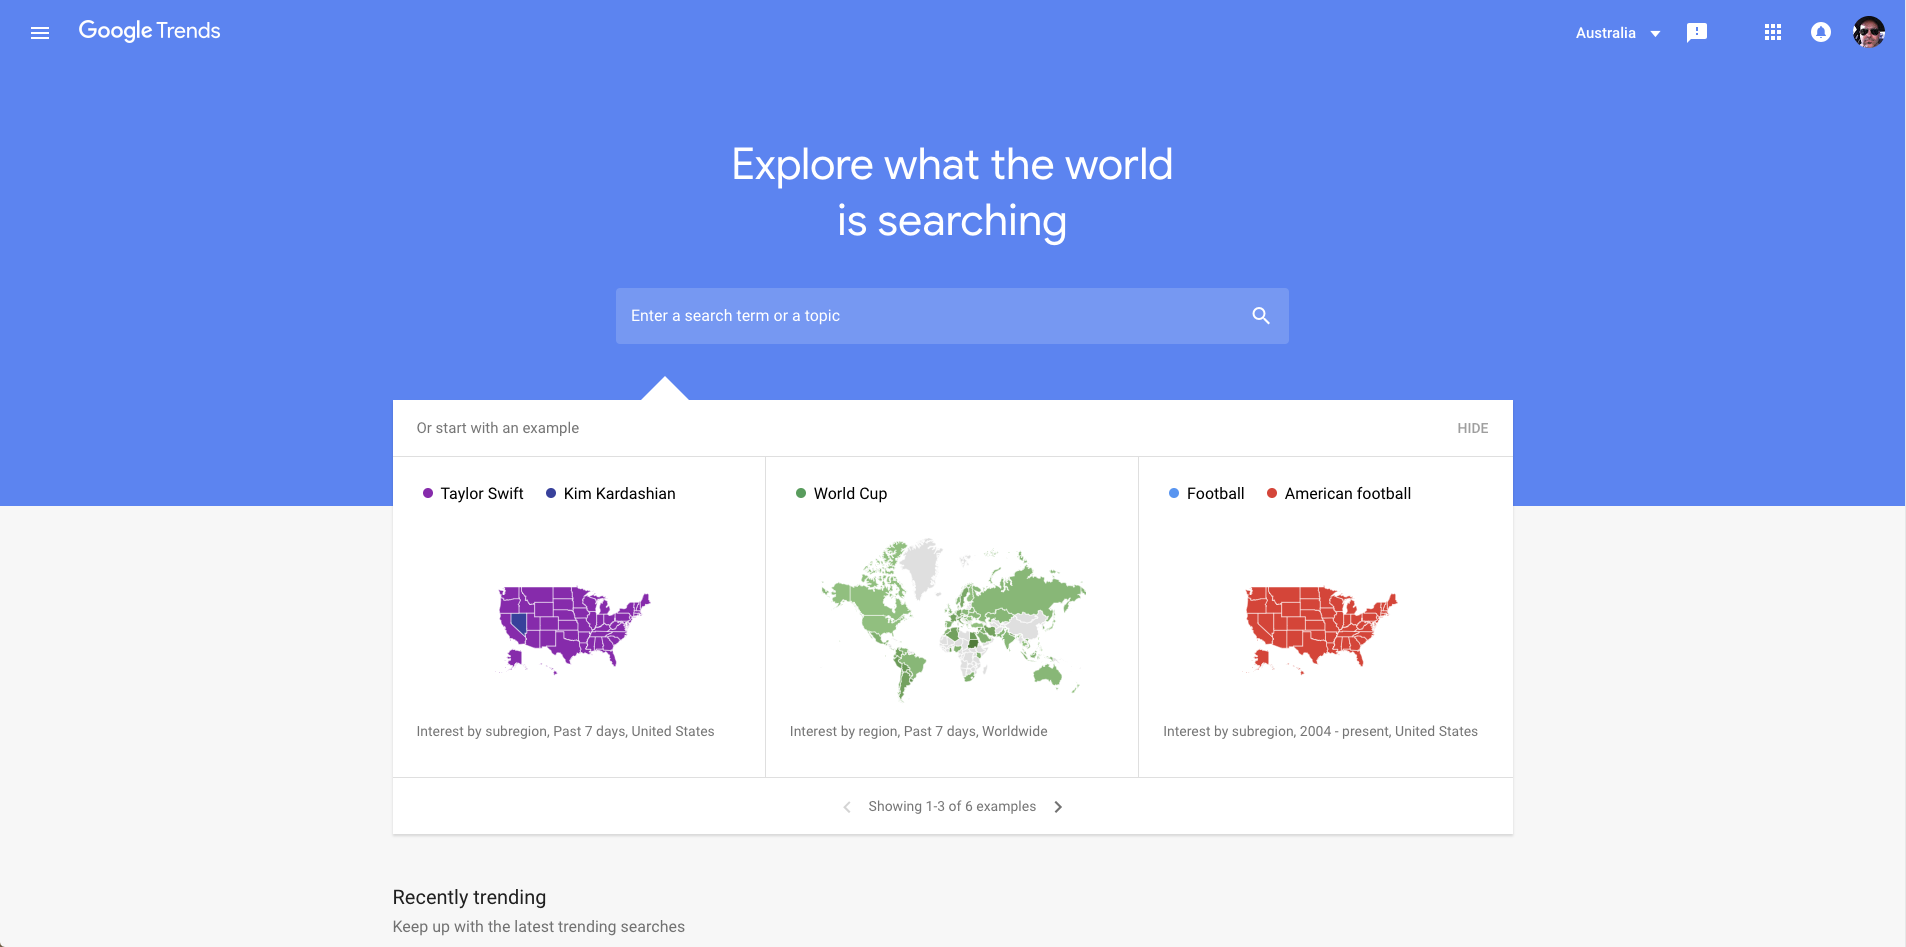 Google Trends
Australia
Explore what the world
is searching
Enter a search term or a topic
Or start with an example
HIDE
Taylor Swift
Kim Kardashian
Interest by subregion, Past 7 days, United States
World Cup
Interest by region, Past 7 days, Worldwide
Football
American football
Interest by subregion, 2004 - present, United States
Showing 1-3 of 6 examples
Recently trending
Keep up with the latest trending searches